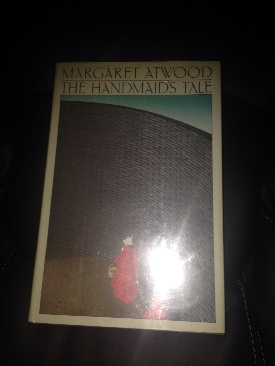 MARGARET ATWOOD
THE HANDMAID'S TALE